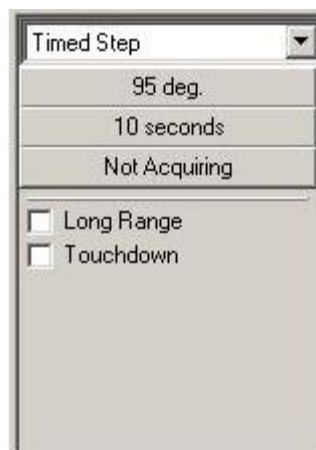 Timed Step
95 deg.
10 seconds
Not Acquiring
Long Range
Touchdown